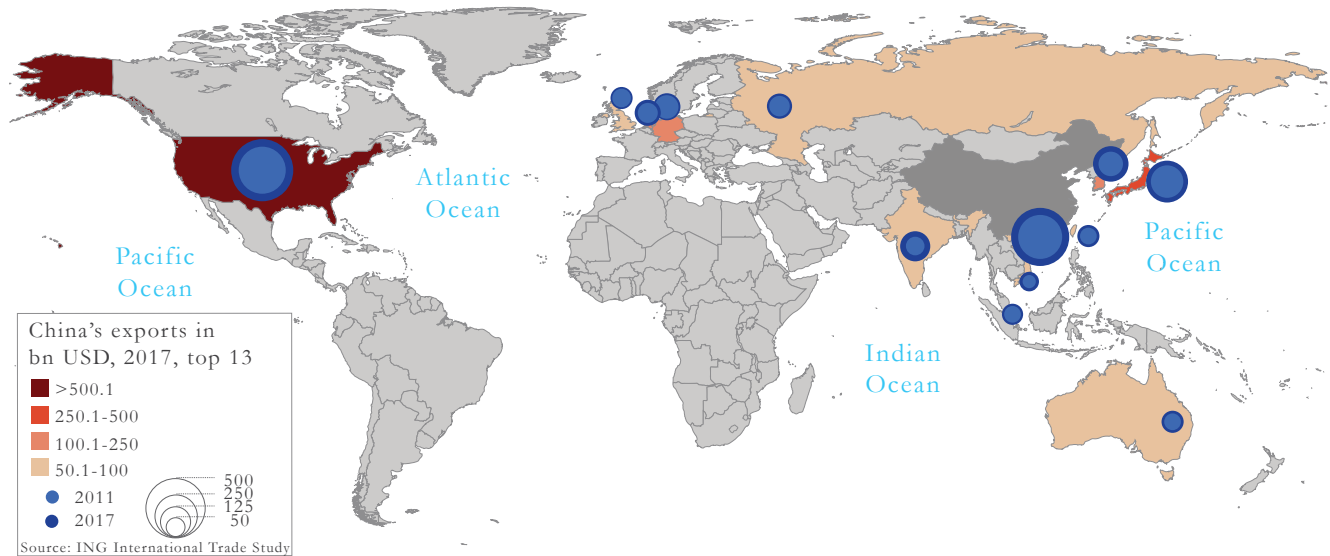 Atlantic
Ocean
Pacific
Ocean
Pacific
Ocean
Indian
Ocean
China's exports in
bn USD, 2017, top 13
>500.1
250.1-500
100.1-250
50.1-100
2011
2017
500
250
125
50
Source: ING International Trade Study